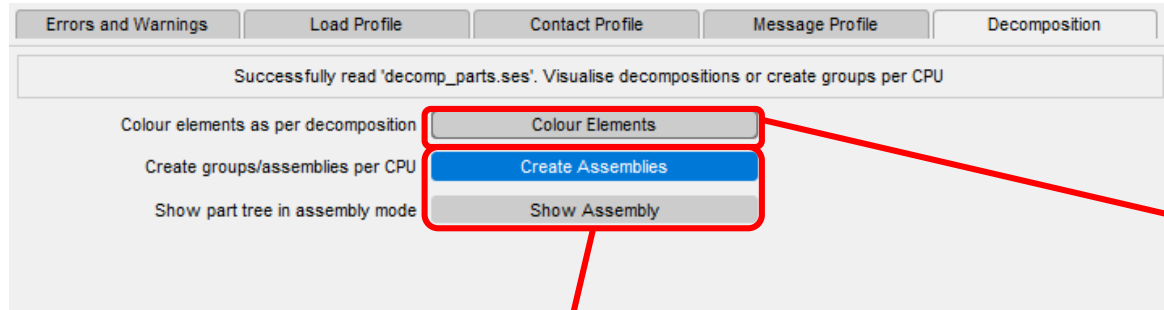 Errors and Warnings Load Profile Contact Profile Message Profile Decomposition
Successfully read 'decomp_parts.ses'. Visualise decompositions or create groups per CPU
Colour elements as per decomposition Colour Elements
Create groups/assemblies per CPU Create Assemblies
Show part tree in assembly mode Show Assembly